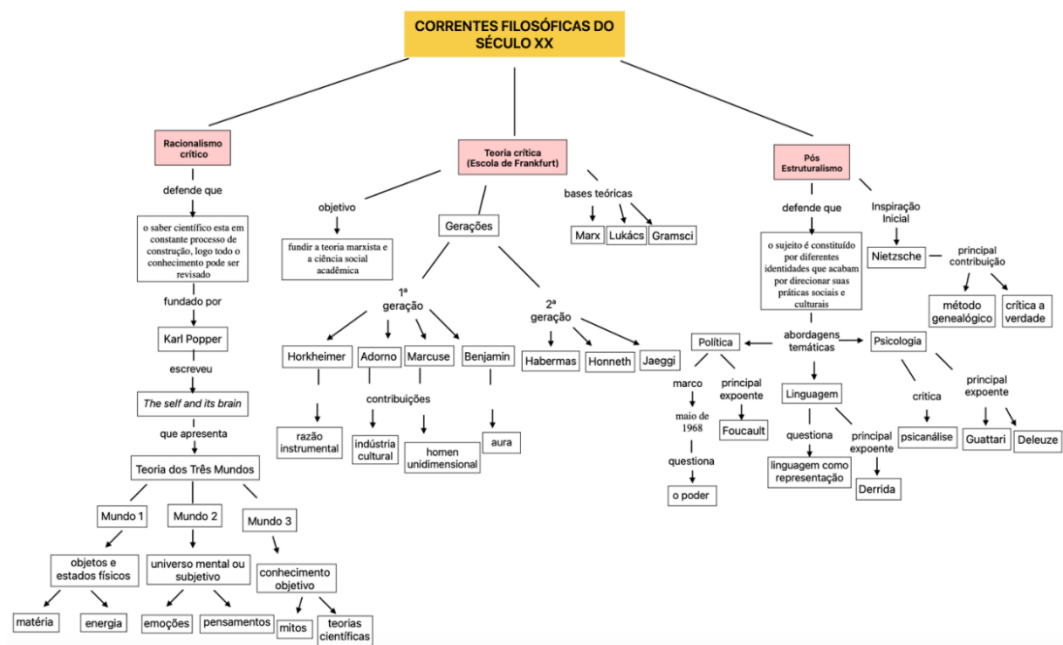 CORRENTES FILOSÓFICAS DO
SÉCULO XX
Racionalismo
crítico
defende que
o saber científico esta em
constante processo de
construção, logo todo o
conhecimento pode ser
revisado
fundado por
Karl Popper
escreveu
The self and its brain
que apresenta
Teoria dos Três Mundos
Mundo 1
Mundo 2
Mundo 3
objetos e
estados físicos
universo mental ou
subjetivo
conhecimento
objetivo
matéria
energia
emoções
pensamentos
mitos
teorias
científicas
Teoria crítica
(Escola de Frankfurt)
objetivo
fundir a teoria marxista e
a ciência social
acadêmica
Gerações
bases teóricas
Marx
Lukács
Gramsci
1ª
geração
Horkheimer
Adorno
Marcuse
Benjamin
contribuições
razão
instrumental
indústria
cultural
homen
unidimensional
aura
2ª
geração
Habermas
Honneth
Jaeggi
Pós
Estruturalismo
defende que
o sujeito é constituído
por diferentes
identidades que acabam
por direcionar suas
práticas sociais e
culturais
Inspiração
Inicial
Nietzsche
principal
contribuição
método
genealógico
crítica a
verdade
abordagens
temáticas
Política
marco
maio de
1968
questiona
o poder
principal
expoente
Foucault
Linguagem
questiona
linguagem como
representação
principal
expoente
Derrida
Psicologia
critica
psicanálise
principal
expoente
Guattari
Deleuze